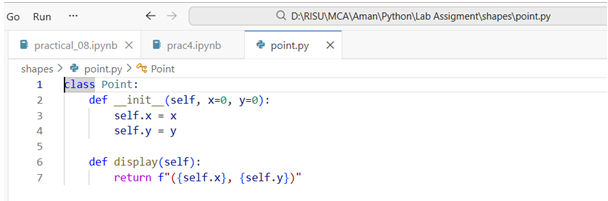 Go Run ··· ← → D:\RISU\MCA\Aman\Python\Lab Assigment\shapes\point.py
practical_08.ipynb × prac4.ipynb point.py ×
shapes > point.py > Point
1 class Point:
2     def __init__(self, x=0, y=0):
3         self.x = x
4         self.y = y
5
6     def display(self):
7         return f"({self.x}, {self.y})"